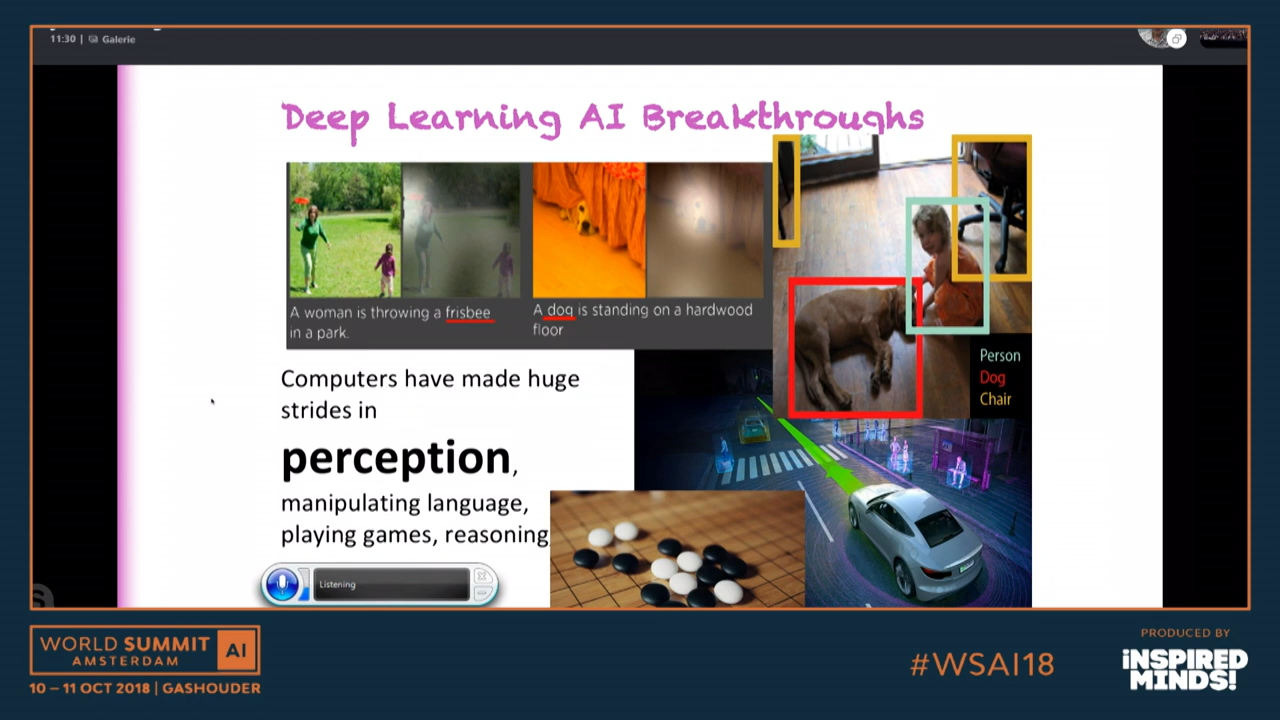 11:30 | Galerie
Deep Learning AI Breakthroughs
A woman is throwing a frisbee
in a park.
A dog is standing on a hardwood
floor
Person
Dog
Chair
Computers have made huge
strides in
perception,
manipulating language,
playing games, reasoning
Listening
WORLD SUMMIT AI
AMSTERDAM
10 – 11 OCT 2018 | GASHOUDER
#WSAI18
PRODUCED BY
iNSPIRED
MINDS!